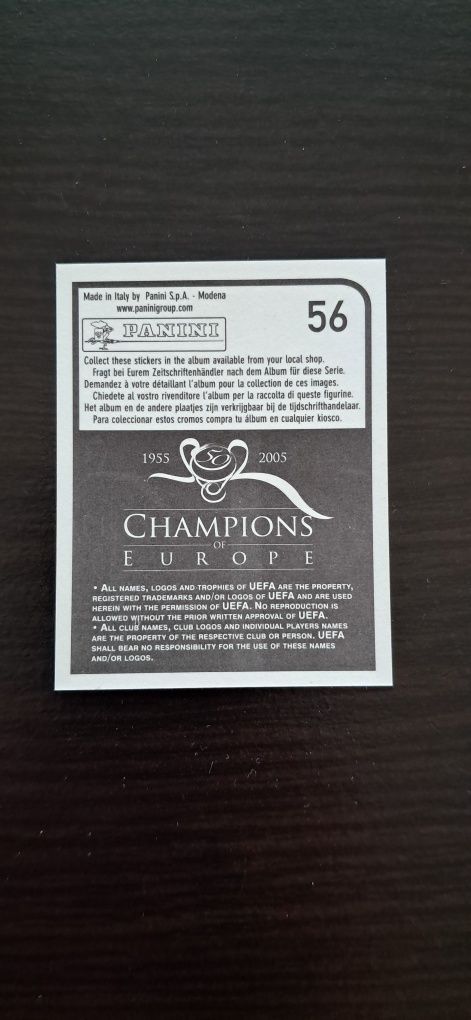 Made in Italy by Panini S.p.A. - Modena
www.paninigroup.com
56
PANINI
Collect these stickers in the album available from your local shop.
Fragt bei Eurem Zeitschriftenhändler nach dem Album für diese Serie.
Demandez à votre détaillant l'album pour la collection de ces images.
Chiedete al vostro rivenditore l'album per la raccolta di queste figurine.
Het album en de andere plaatjes zijn verkrijgbaar bij de tijdschrifthandelaar.
Para coleccionar estos cromos compra tu álbum en cualquier kiosco.
1955 50 2005
CHAMPIONS
OF
EUROPE
• ALL NAMES, LOGOS AND TROPHIES OF UEFA ARE THE PROPERTY,
REGISTERED TRADEMARKS AND/OR LOGOS OF UEFA AND ARE USED
HEREIN WITH THE PERMISSION OF UEFA. NO REPRODUCTION IS
ALLOWED WITHOUT THE PRIOR WRITTEN APPROVAL OF UEFA.
• ALL CLUB NAMES, CLUB LOGOS AND INDIVIDUAL PLAYERS NAMES
ARE THE PROPERTY OF THE RESPECTIVE CLUB OR PERSON. UEFA
SHALL BEAR NO RESPONSIBILITY FOR THE USE OF THESE NAMES
AND/OR LOGOS.